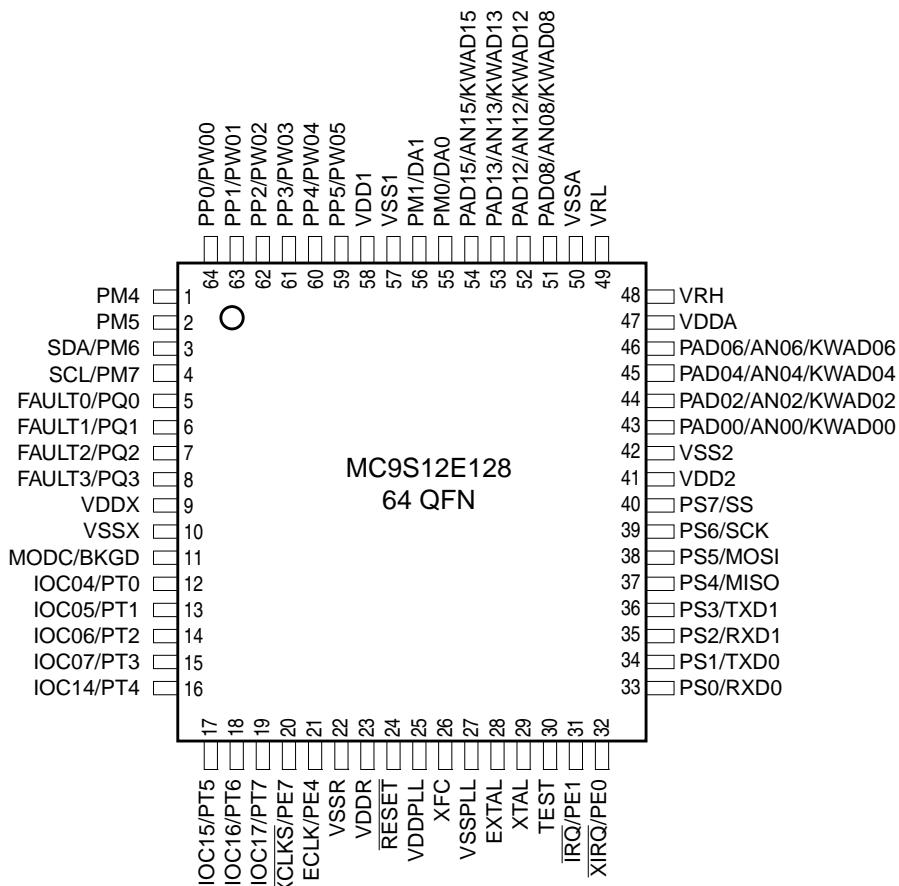 PP0/PW00
PP1/PW01
PP2/PW02
PP3/PW03
PP4/PW04
PP5/PW05
VDD1
VSS1
PM1/DA1
PM0/DA0
PAD15/AN15/KWAD15
PAD13/AN13/KWAD13
PAD12/AN12/KWAD12
PAD08/AN08/KWAD08
VSSA
VRL
64
63
62
61
60
59
58
57
56
55
54
53
52
51
50
49
PM4 1
PM5 2
SDA/PM6 3
SCL/PM7 4
FAULT0/PQ0 5
FAULT1/PQ1 6
FAULT2/PQ2 7
FAULT3/PQ3 8
VDDX 9
VSSX 10
MODC/BKGD 11
IOC04/PT0 12
IOC05/PT1 13
IOC06/PT2 14
IOC07/PT3 15
IOC14/PT4 16
MC9S12E128
64 QFN
48 VRH
47 VDDA
46 PAD06/AN06/KWAD06
45 PAD04/AN04/KWAD04
44 PAD02/AN02/KWAD02
43 PAD00/AN00/KWAD00
42 VSS2
41 VDD2
40 PS7/SS
39 PS6/SCK
38 PS5/MOSI
37 PS4/MISO
36 PS3/TXD1
35 PS2/RXD1
34 PS1/TXD0
33 PS0/RXD0
17
18
19
20
21
22
23
24
25
26
27
28
29
30
31
32
IOC15/PT5
IOC16/PT6
IOC17/PT7
XCLKS/PE7
ECLK/PE4
VSSR
VDDR
RESET
VDDPLL
XFC
VSSPLL
EXTAL
XTAL
TEST
IRQ/PE1
XIRQ/PE0